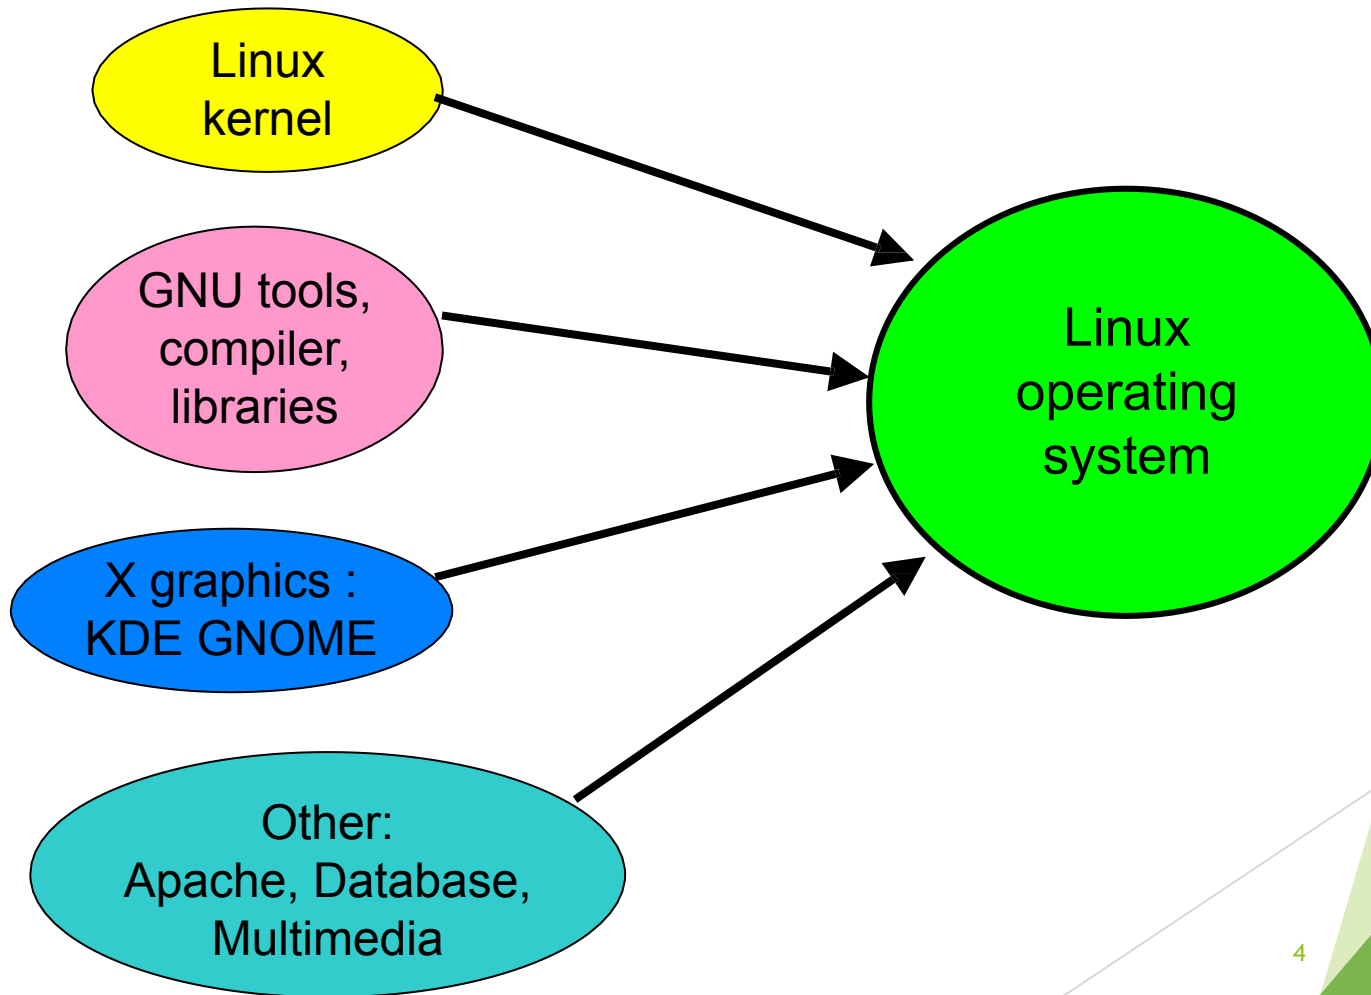 Linux
kernel
GNU tools,
compiler,
libraries
X graphics :
KDE GNOME
Other:
Apache, Database,
Multimedia
Linux
operating
system
4